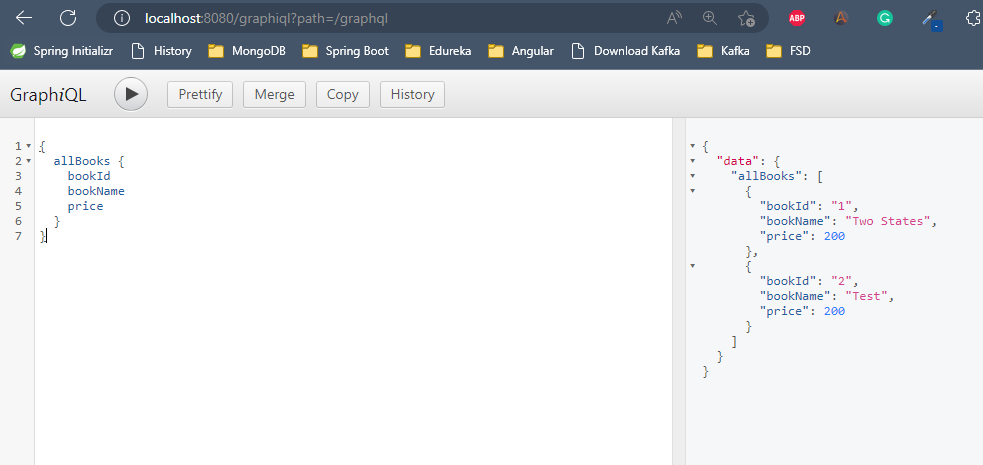 localhost:8080/graphiql?path=/graphql
ABP
Spring Initializr History MongoDB Spring Boot Edureka Angular Download Kafka Kafka FSD
GraphiQL Prettify Merge Copy History
1 {
2 allBooks {
3 bookId
4 bookName
5 price
6 }
7 }
{
"data": {
"allBooks": [
{
"bookId": "1",
"bookName": "Two States",
"price": 200
},
{
"bookId": "2",
"bookName": "Test",
"price": 200
}
]
}
}